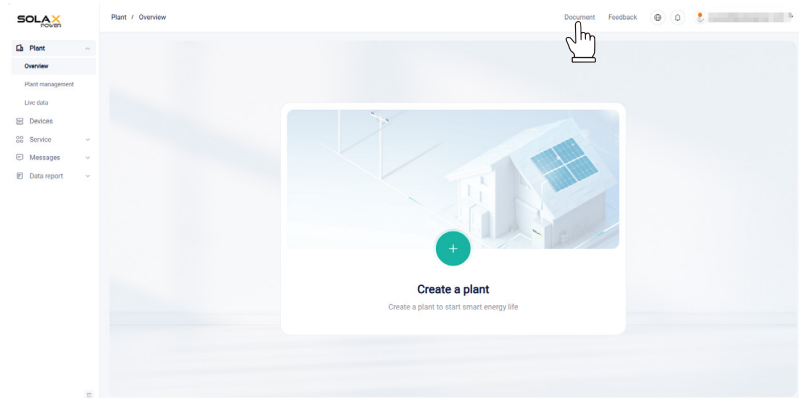 SOLAX
POWER
Plant / Overview
Document
Feedback
Plant
Overview
Plant management
Live data
Devices
Service
Messages
Data report
Create a plant
Create a plant to start smart energy life